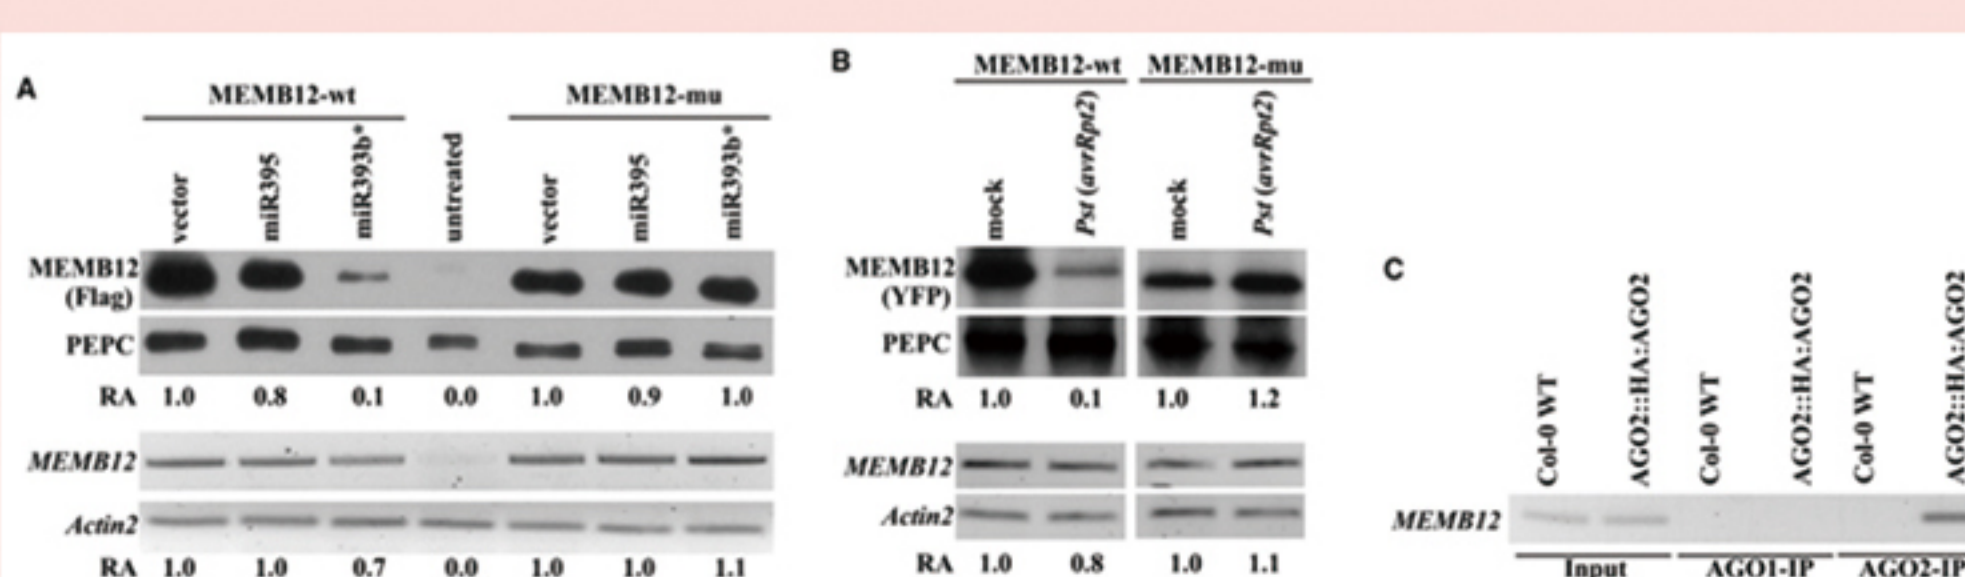 A
MEMB12-wt MEMB12-mu
vector miR395 miR393b* untreated vector miR395 miR393b*
MEMB12
(Flag)
PEPC
RA 1.0 0.8 0.1 0.0 1.0 0.9 1.0
MEMB12
Actin2
RA 1.0 1.0 0.7 0.0 1.0 1.0 1.1
B
MEMB12-wt MEMB12-mu
mock Pst (avrRpt2) mock Pst (avrRpt2)
MEMB12
(YFP)
PEPC
RA 1.0 0.1 1.0 1.2
MEMB12
Actin2
RA 1.0 0.8 1.0 1.1
C
Col-0 WT AGO2::HA:AGO2 Col-0 WT AGO2::HA:AGO2 Col-0 WT AGO2::HA:AGO2
MEMB12
Input AGO1-IP AGO2-IP